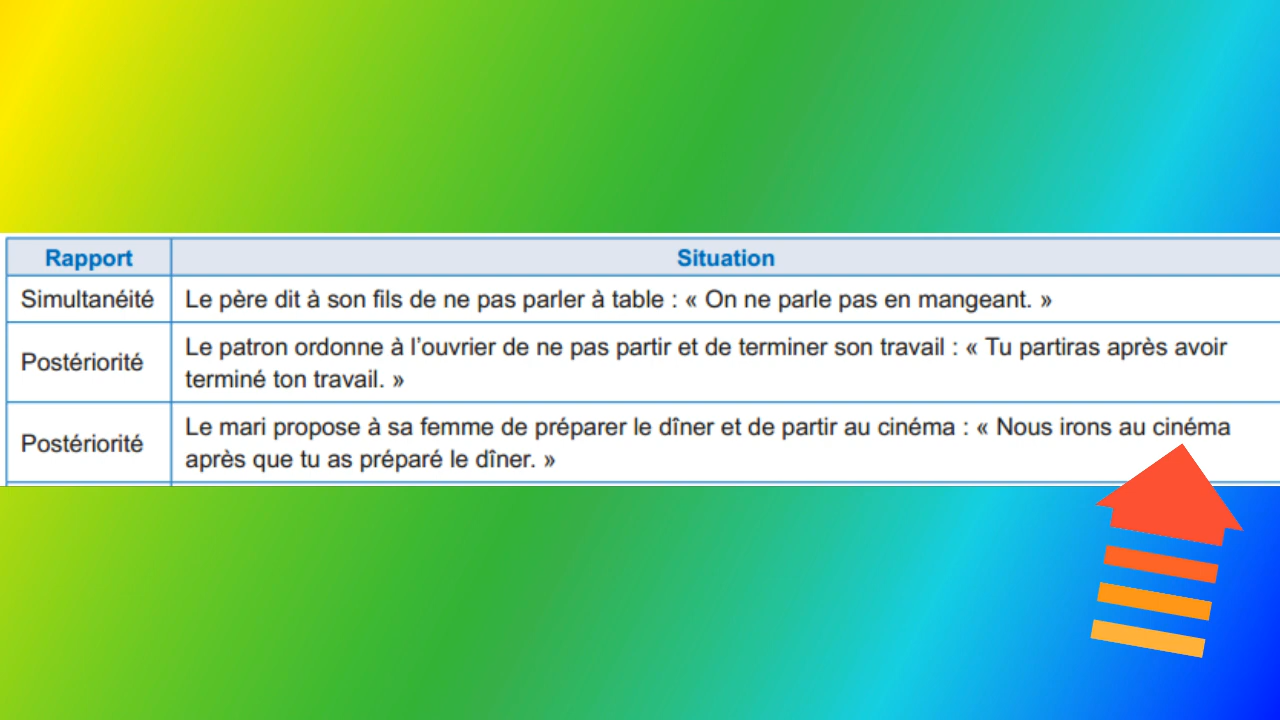 Rapport Situation
Simultanéité Le père dit à son fils de ne pas parler à table : « On ne parle pas en mangeant. »
Postériorité Le patron ordonne à l’ouvrier de ne pas partir et de terminer son travail : « Tu partiras après avoir
terminé ton travail. »
Postériorité Le mari propose à sa femme de préparer le dîner et de partir au cinéma : « Nous irons au cinéma
après que tu as préparé le dîner. »